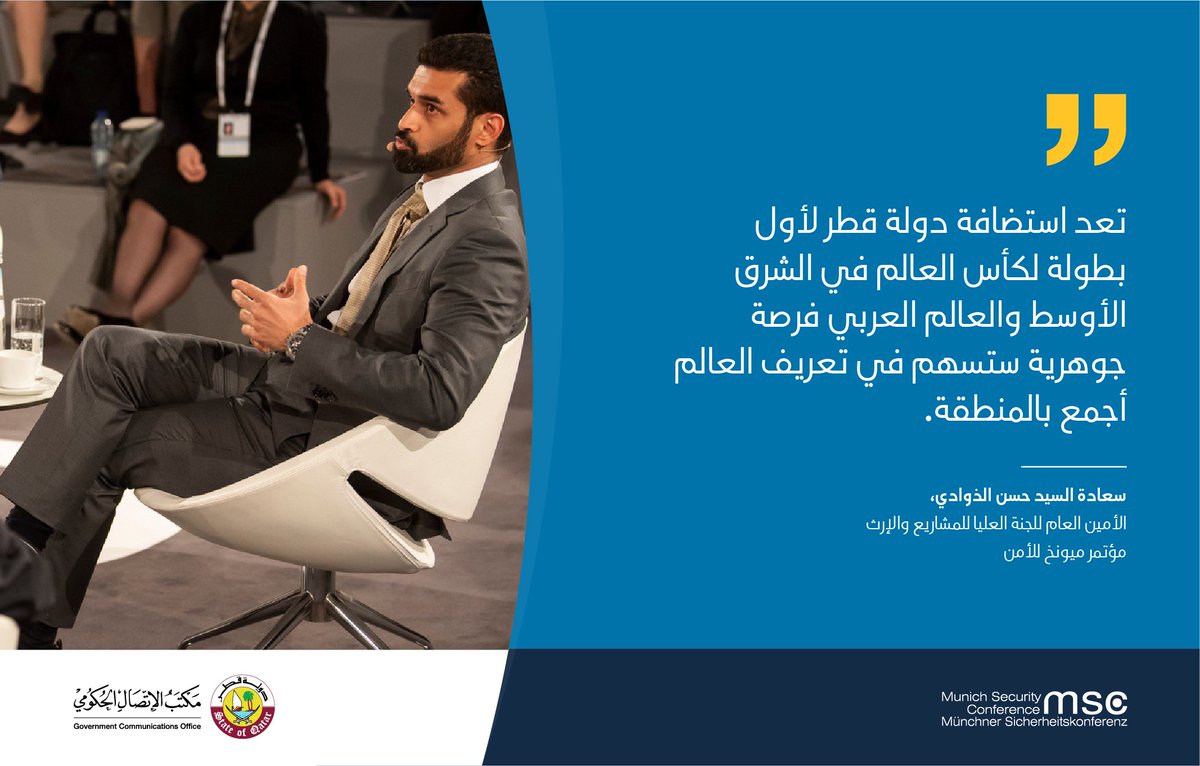 تعد استضافة دولة قطر لأول
بطولة لكأس العالم في الشرق
الأوسط والعالم العربي فرصة
جوهرية ستسهم في تعريف العالم
أجمع بالمنطقة.
سعادة السيد حسن الذوادي،
الأمين العام للجنة العليا للمشاريع والإرث
مؤتمر ميونخ للأمن
مكتب الاتصال الحكومي
Government Communications Office
دولة قطر
State of Qatar
Munich Security
Conference
Münchner Sicherheitskonferenz
msc